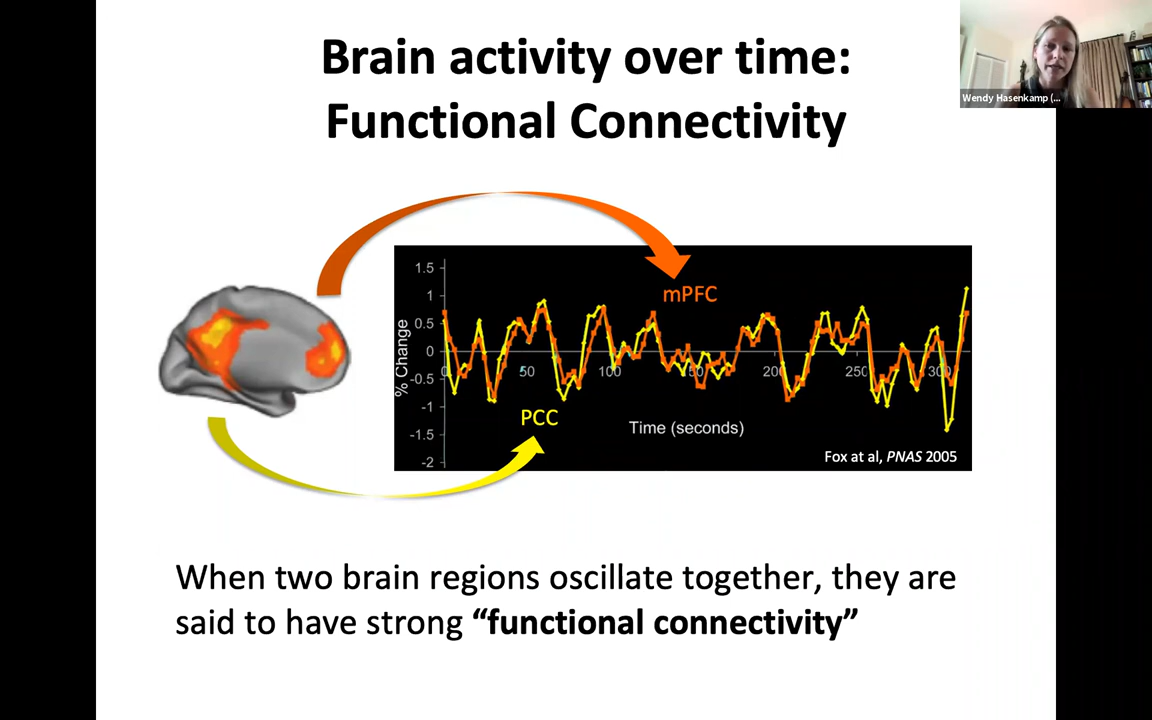 Brain activity over time:
Functional Connectivity
Wendy Hasenkamp (...
mPFC
1.5
1
0.5
0
-0.5
-1
-1.5
-2
% Change
0 50 100 150 200 250 300
PCC
Time (seconds)
Fox at al, PNAS 2005
When two brain regions oscillate together, they are
said to have strong “functional connectivity”